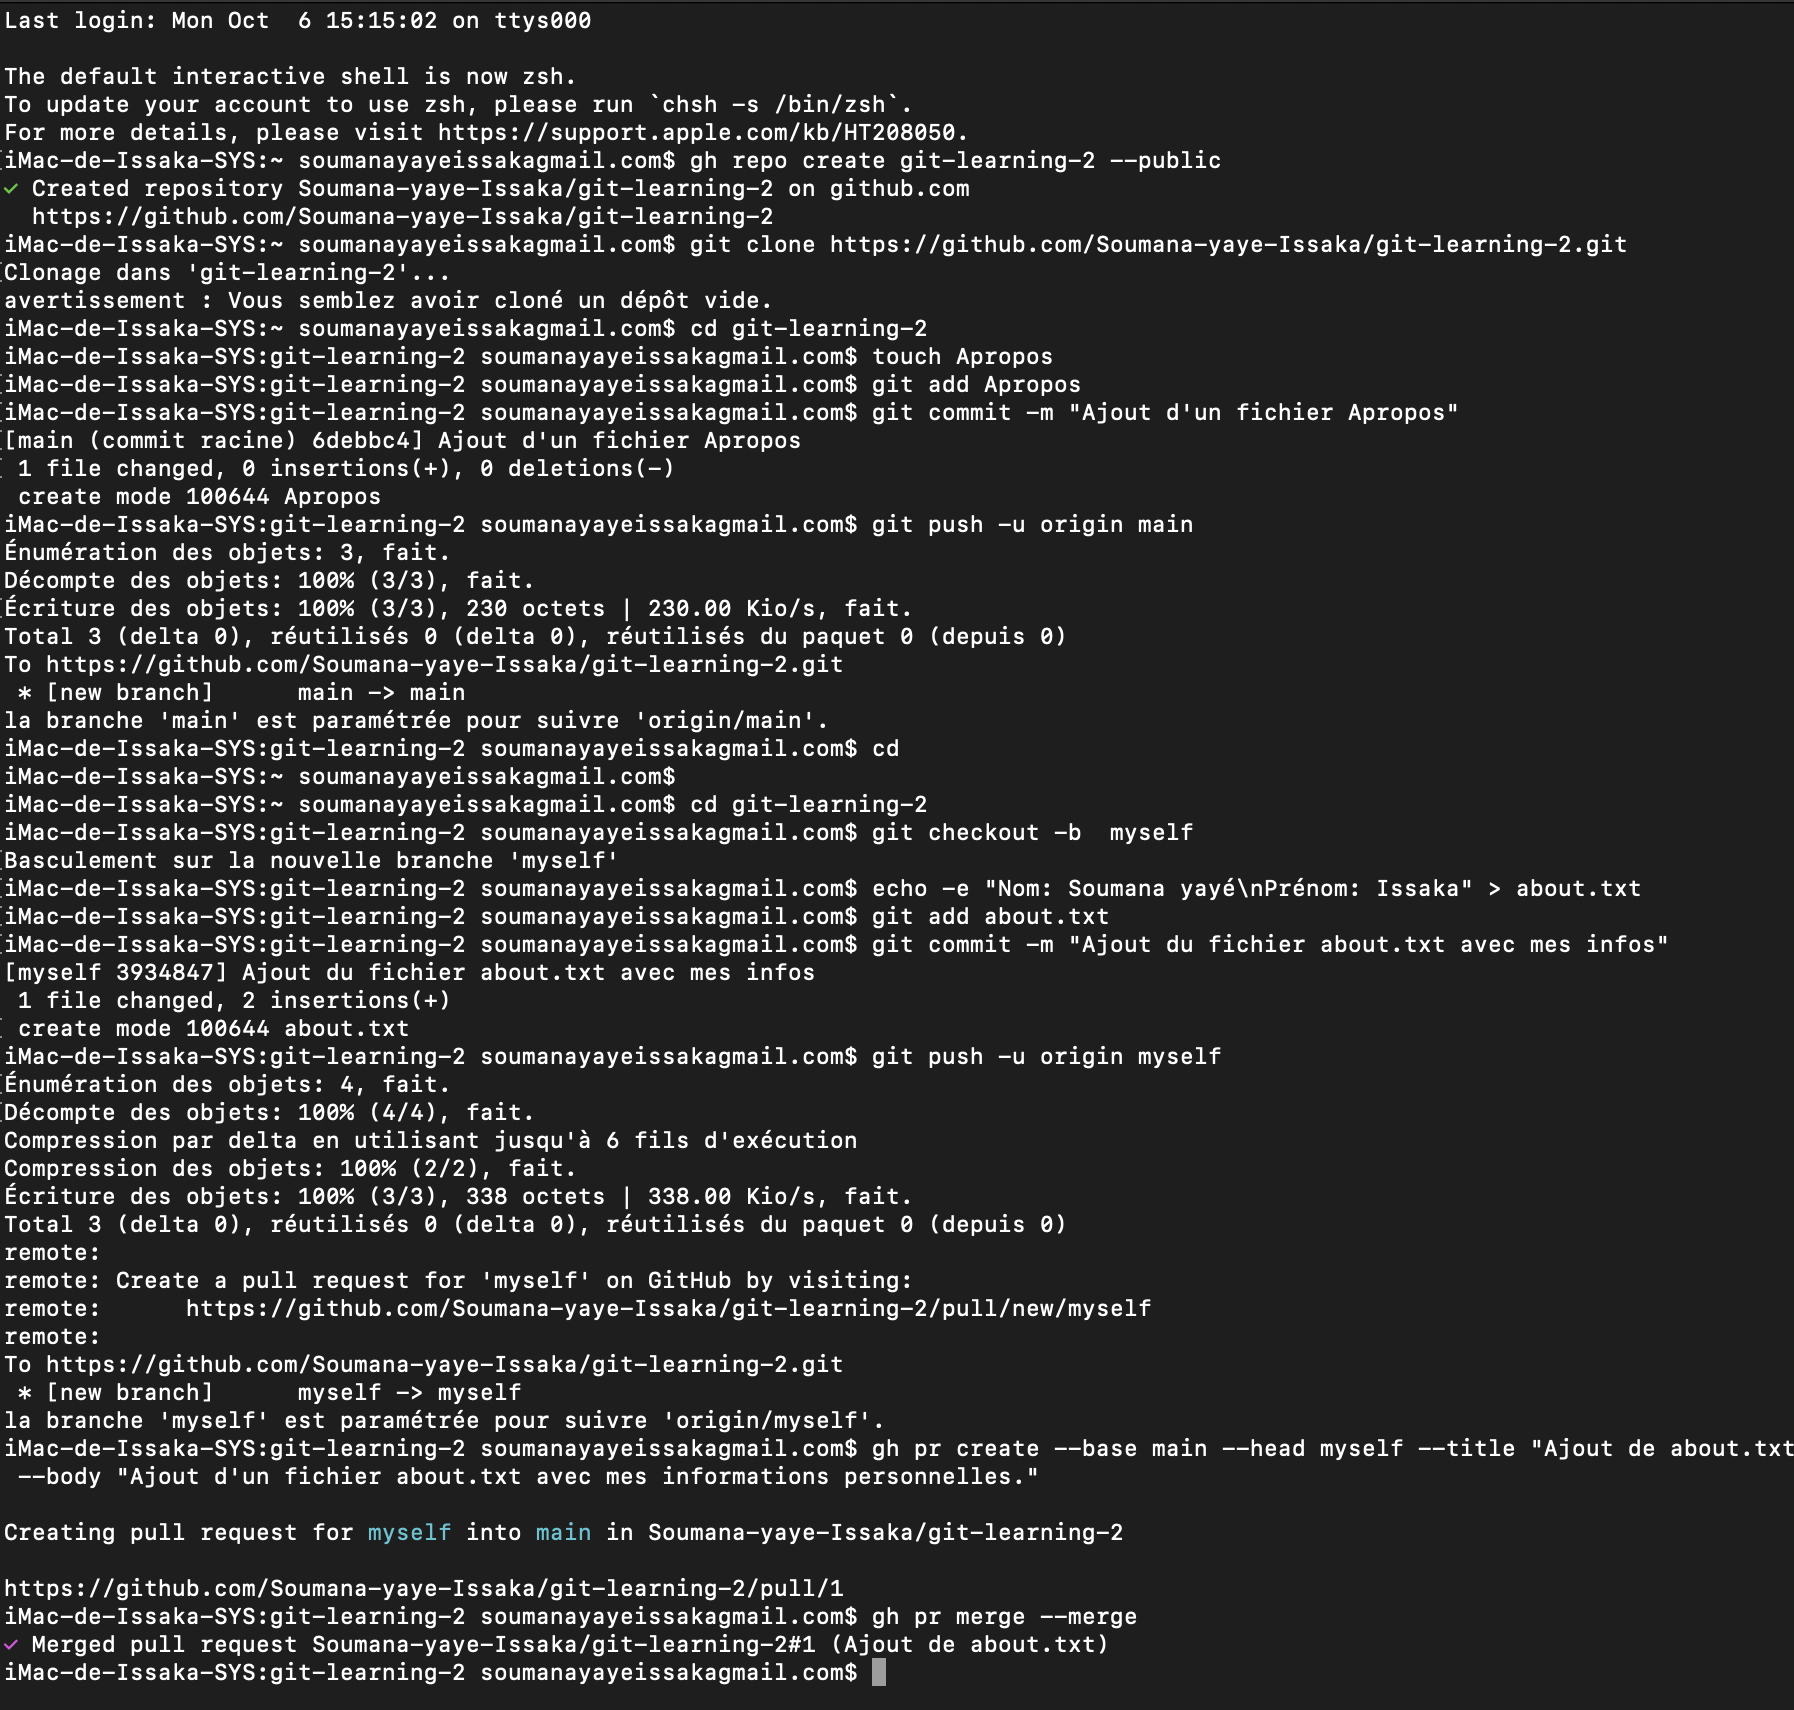 Last login: Mon Oct  6 15:15:02 on ttys000
The default interactive shell is now zsh.
To update your account to use zsh, please run `chsh -s /bin/zsh`.
For more details, please visit https://support.apple.com/kb/HT208050.
iMac-de-Issaka-SYS:~ soumanayayeissakagmail.com$ gh repo create git-learning-2 --public
✓ Created repository Soumana-yaye-Issaka/git-learning-2 on github.com
  https://github.com/Soumana-yaye-Issaka/git-learning-2
iMac-de-Issaka-SYS:~ soumanayayeissakagmail.com$ git clone https://github.com/Soumana-yaye-Issaka/git-learning-2.git
Clonage dans 'git-learning-2'...
avertissement : Vous semblez avoir cloné un dépôt vide.
iMac-de-Issaka-SYS:~ soumanayayeissakagmail.com$ cd git-learning-2
iMac-de-Issaka-SYS:git-learning-2 soumanayayeissakagmail.com$ touch Apropos
iMac-de-Issaka-SYS:git-learning-2 soumanayayeissakagmail.com$ git add Apropos
iMac-de-Issaka-SYS:git-learning-2 soumanayayeissakagmail.com$ git commit -m "Ajout d'un fichier Apropos"
[main (commit racine) 6debbc4] Ajout d'un fichier Apropos
 1 file changed, 0 insertions(+), 0 deletions(-)
 create mode 100644 Apropos
iMac-de-Issaka-SYS:git-learning-2 soumanayayeissakagmail.com$ git push -u origin main
Énumération des objets: 3, fait.
Décompte des objets: 100% (3/3), fait.
Écriture des objets: 100% (3/3), 230 octets | 230.00 Kio/s, fait.
Total 3 (delta 0), réutilisés 0 (delta 0), réutilisés du paquet 0 (depuis 0)
To https://github.com/Soumana-yaye-Issaka/git-learning-2.git
 * [new branch]      main -> main
la branche 'main' est paramétrée pour suivre 'origin/main'.
iMac-de-Issaka-SYS:git-learning-2 soumanayayeissakagmail.com$ cd
iMac-de-Issaka-SYS:~ soumanayayeissakagmail.com$
iMac-de-Issaka-SYS:~ soumanayayeissakagmail.com$ cd git-learning-2
iMac-de-Issaka-SYS:git-learning-2 soumanayayeissakagmail.com$ git checkout -b  myself
Basculement sur la nouvelle branche 'myself'
iMac-de-Issaka-SYS:git-learning-2 soumanayayeissakagmail.com$ echo -e "Nom: Soumana yayé\nPrénom: Issaka" > about.txt
iMac-de-Issaka-SYS:git-learning-2 soumanayayeissakagmail.com$ git add about.txt
iMac-de-Issaka-SYS:git-learning-2 soumanayayeissakagmail.com$ git commit -m "Ajout du fichier about.txt avec mes infos"
[myself 3934847] Ajout du fichier about.txt avec mes infos
 1 file changed, 2 insertions(+)
 create mode 100644 about.txt
iMac-de-Issaka-SYS:git-learning-2 soumanayayeissakagmail.com$ git push -u origin myself
Énumération des objets: 4, fait.
Décompte des objets: 100% (4/4), fait.
Compression par delta en utilisant jusqu'à 6 fils d'exécution
Compression des objets: 100% (2/2), fait.
Écriture des objets: 100% (3/3), 338 octets | 338.00 Kio/s, fait.
Total 3 (delta 0), réutilisés 0 (delta 0), réutilisés du paquet 0 (depuis 0)
remote:
remote: Create a pull request for 'myself' on GitHub by visiting:
remote:      https://github.com/Soumana-yaye-Issaka/git-learning-2/pull/new/myself
remote:
To https://github.com/Soumana-yaye-Issaka/git-learning-2.git
 * [new branch]      myself -> myself
la branche 'myself' est paramétrée pour suivre 'origin/myself'.
iMac-de-Issaka-SYS:git-learning-2 soumanayayeissakagmail.com$ gh pr create --base main --head myself --title "Ajout de about.txt
 --body "Ajout d'un fichier about.txt avec mes informations personnelles."
Creating pull request for myself into main in Soumana-yaye-Issaka/git-learning-2
https://github.com/Soumana-yaye-Issaka/git-learning-2/pull/1
iMac-de-Issaka-SYS:git-learning-2 soumanayayeissakagmail.com$ gh pr merge --merge
✓ Merged pull request Soumana-yaye-Issaka/git-learning-2#1 (Ajout de about.txt)
iMac-de-Issaka-SYS:git-learning-2 soumanayayeissakagmail.com$